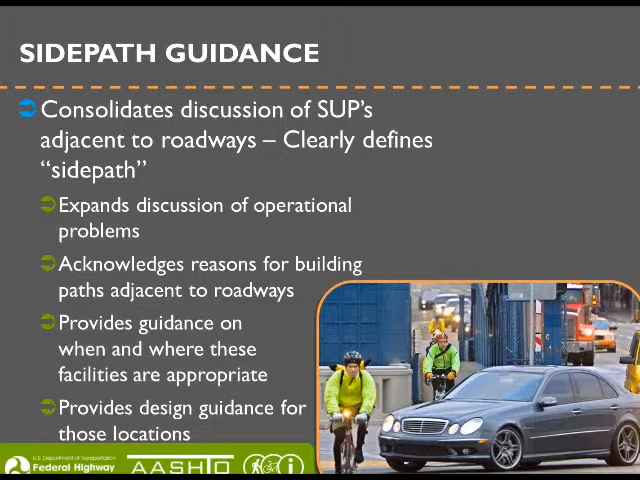 SIDEPATH GUIDANCE
Consolidates discussion of SUP's
adjacent to roadways – Clearly defines
“sidepath”
Expands discussion of operational
problems
Acknowledges reasons for building
paths adjacent to roadways
Provides guidance on
when and where these
facilities are appropriate
Provides design guidance for
those locations
U.S. Department of Transportation
Federal Highway
AASHTO